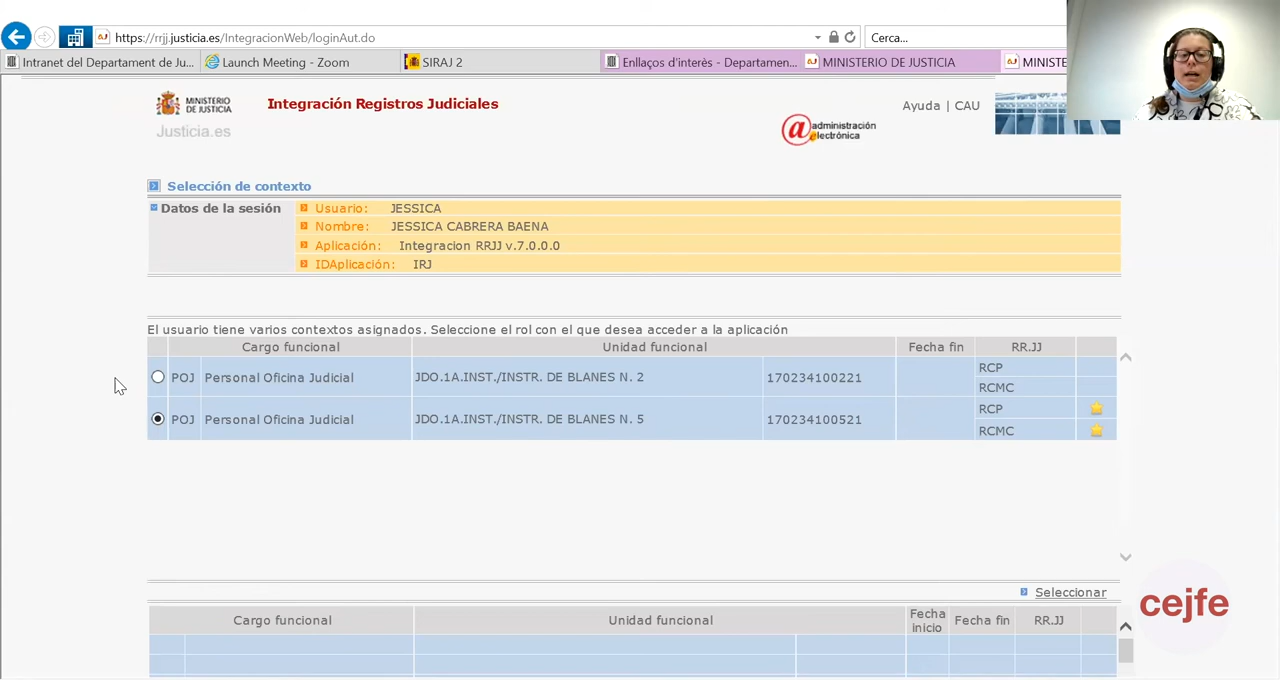 https://rrjj.justicia.es/IntegracionWeb/loginAut.do
Cerca...
Intranet del Departament de Ju...
Launch Meeting - Zoom
SIRAJ 2
Enllaços d'interès - Departamen...
MINISTERIO DE JUSTICIA
MINISTE
MINISTERIO
DE JUSTICIA
Justicia.es
Integración Registros Judiciales
administración
electrónica
Ayuda | CAU
Selección de contexto
Datos de la sesión
Usuario: JESSICA
Nombre: JESSICA CABRERA BAENA
Aplicación: Integracion RRJJ v.7.0.0.0
IDAplicación: IRJ
El usuario tiene varios contextos asignados. Seleccione el rol con el que desea acceder a la aplicación
Cargo funcional Unidad funcional Fecha fin RR.JJ
POJ Personal Oficina Judicial JDO.1A.INST./INSTR. DE BLANES N. 2 170234100221 RCP
RCMC
POJ Personal Oficina Judicial JDO.1A.INST./INSTR. DE BLANES N. 5 170234100521 RCP
RCMC
Seleccionar
cejfe
Cargo funcional Unidad funcional Fecha inicio Fecha fin RR.JJ